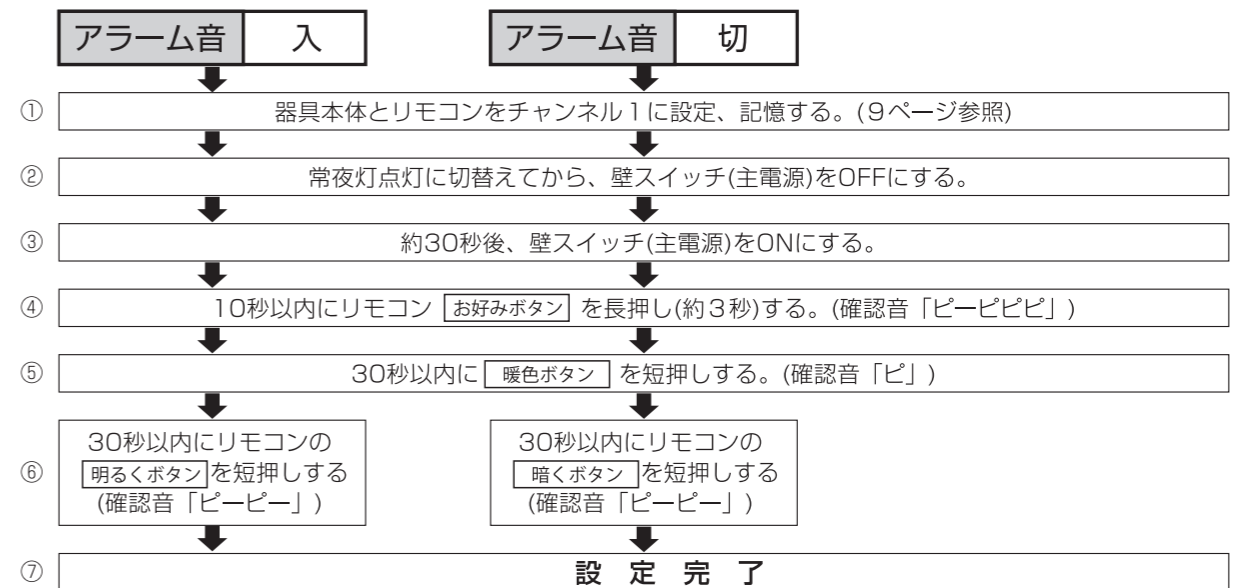 アラーム音 入
アラーム音 切
① 器具本体とリモコンをチャンネル1に設定、記憶する。(9ページ参照)
② 常夜灯点灯に切替えてから、壁スイッチ(主電源)をOFFにする。
③ 約30秒後、壁スイッチ(主電源)をONにする。
④ 10秒以内にリモコン お好みボタン を長押し(約3秒)する。(確認音「ピーピピピ」)
⑤ 30秒以内に 暖色ボタン を短押しする。(確認音「ピ」)
⑥
30秒以内にリモコンの
明るくボタン を短押しする
(確認音「ピーピー」)
30秒以内にリモコンの
暗くボタン を短押しする
(確認音「ピーピー」)
⑦ 設定完了